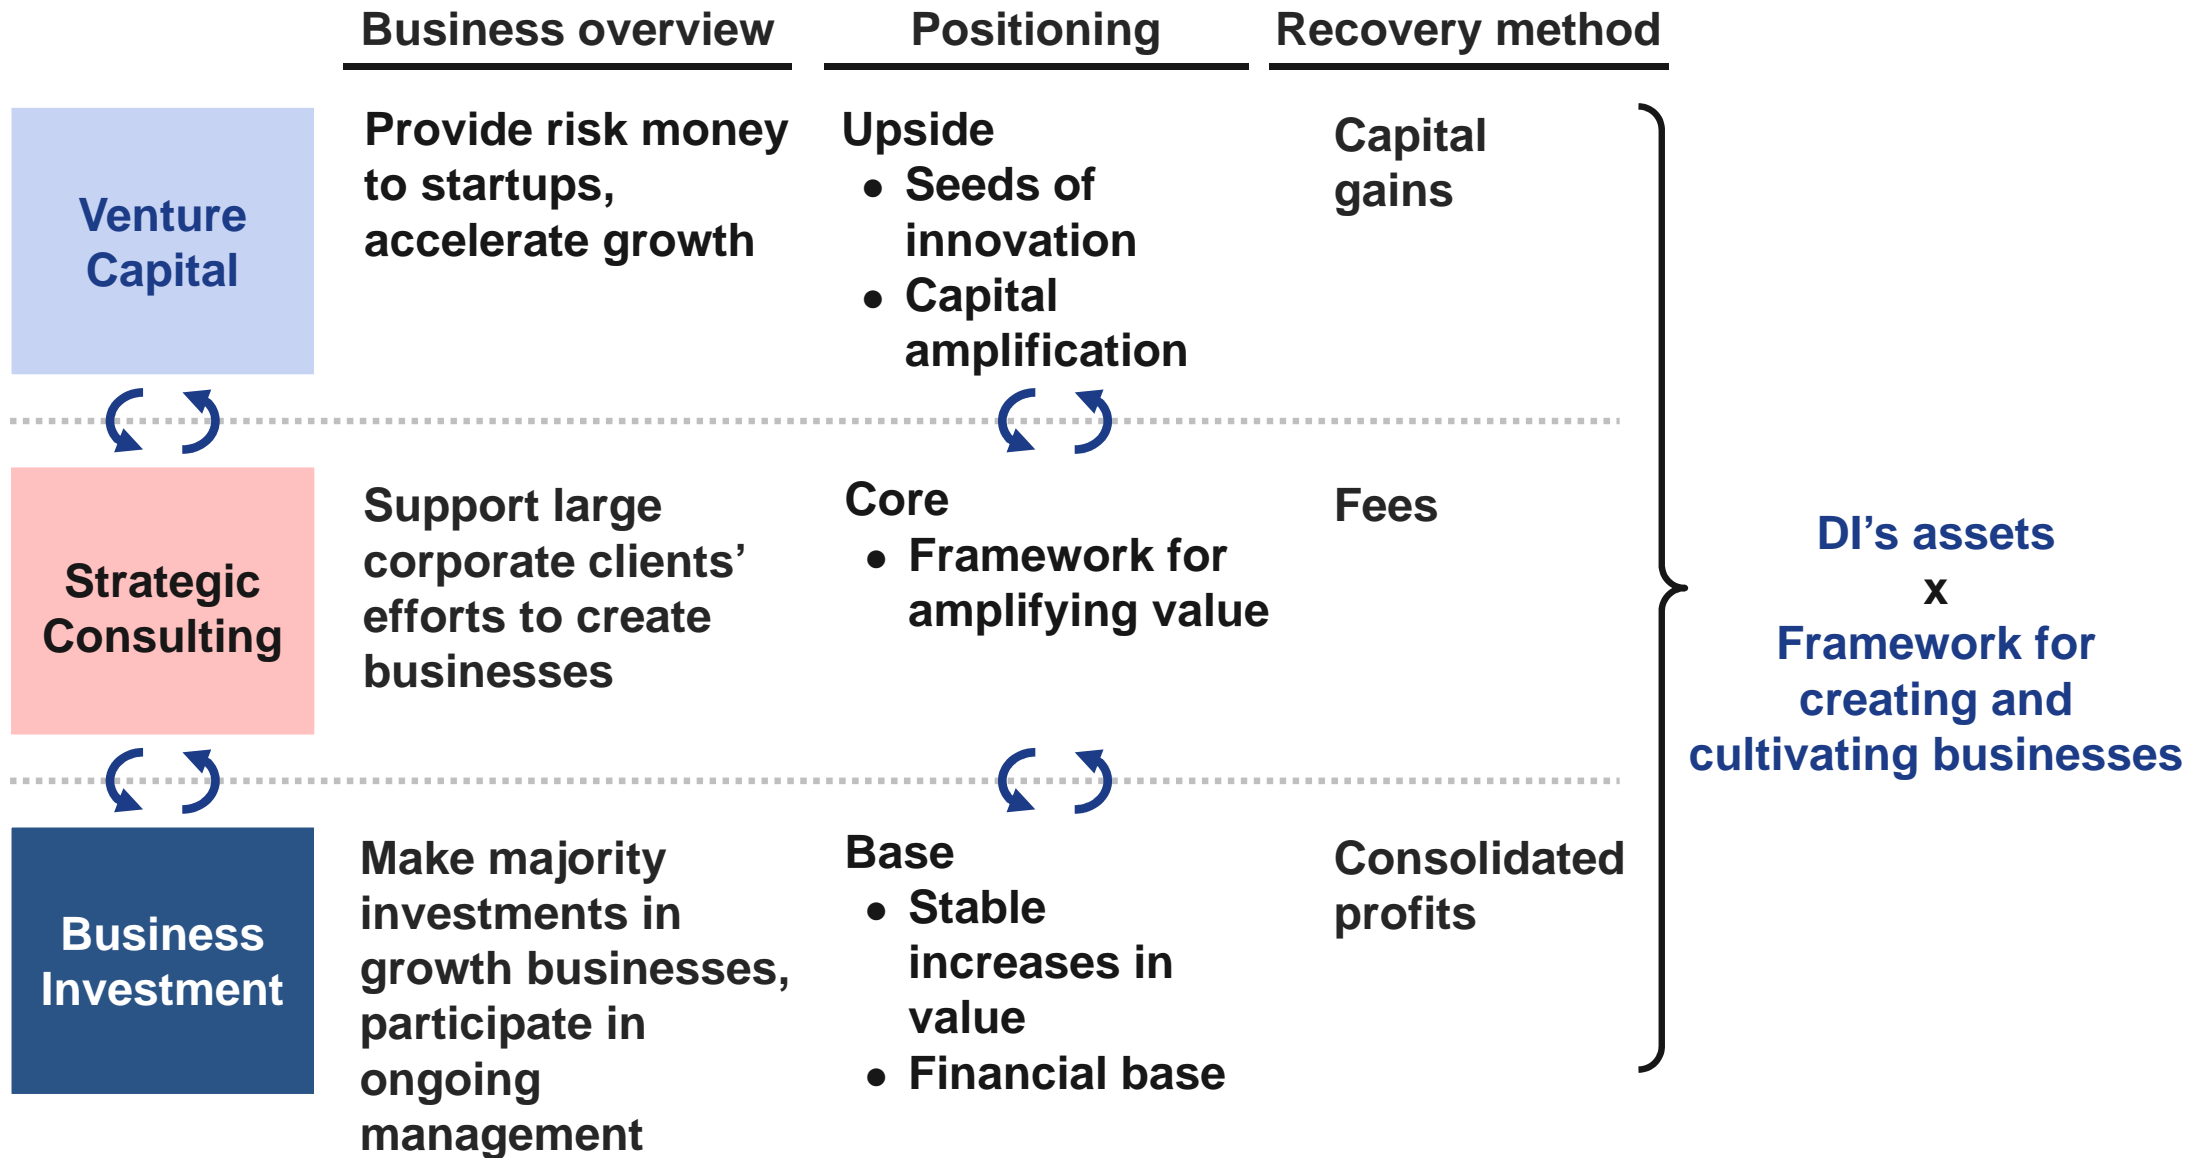 Business overview
Positioning
Recovery method
Venture
Capital
Provide risk money
to startups,
accelerate growth
Upside
● Seeds of
innovation
● Capital
amplification
Capital
gains
Strategic
Consulting
Support large
corporate clients’
efforts to create
businesses
Core
● Framework for
amplifying value
Fees
Business
Investment
Make majority
investments in
growth businesses,
participate in
ongoing
management
Base
● Stable
increases in
value
● Financial base
Consolidated
profits
DI’s assets
x
Framework for
creating and
cultivating businesses